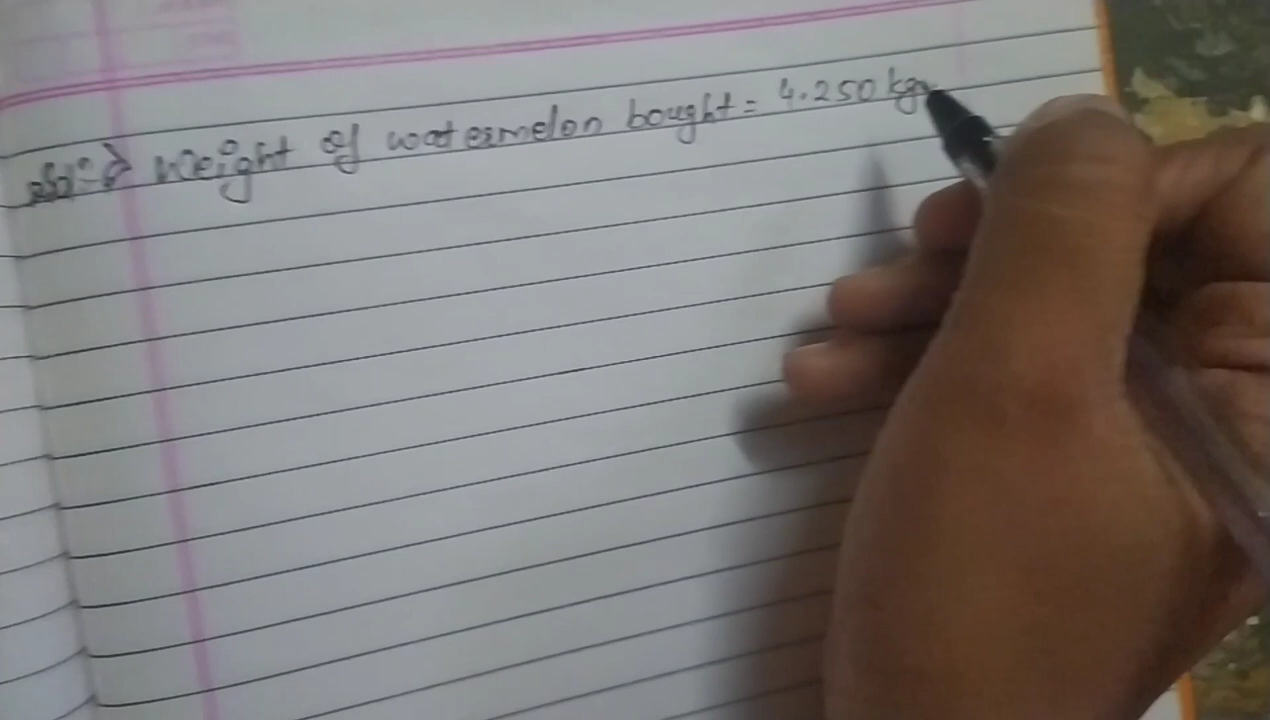 Sol:-> Weight of watermelon bought = 4.250 kg